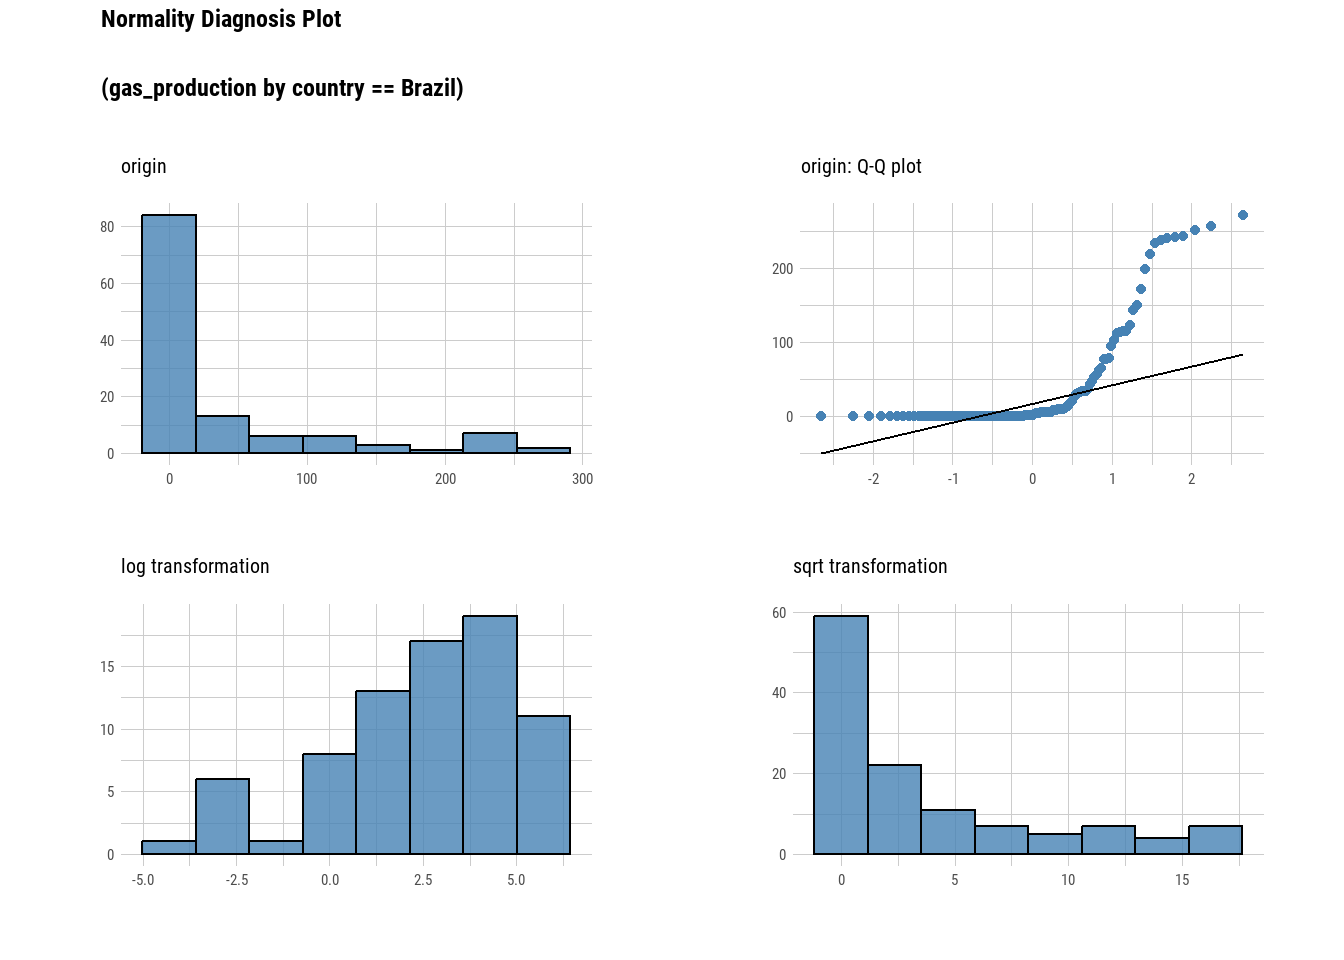 Normality Diagnosis Plot
(gas_production by country == Brazil)
origin
80
60
40
20
0
0 100 200 300
origin: Q-Q plot
200
100
0
-2 -1 0 1 2
log transformation
15
10
5
0
-5.0 -2.5 0.0 2.5 5.0
sqrt transformation
60
40
20
0
0 5 10 15